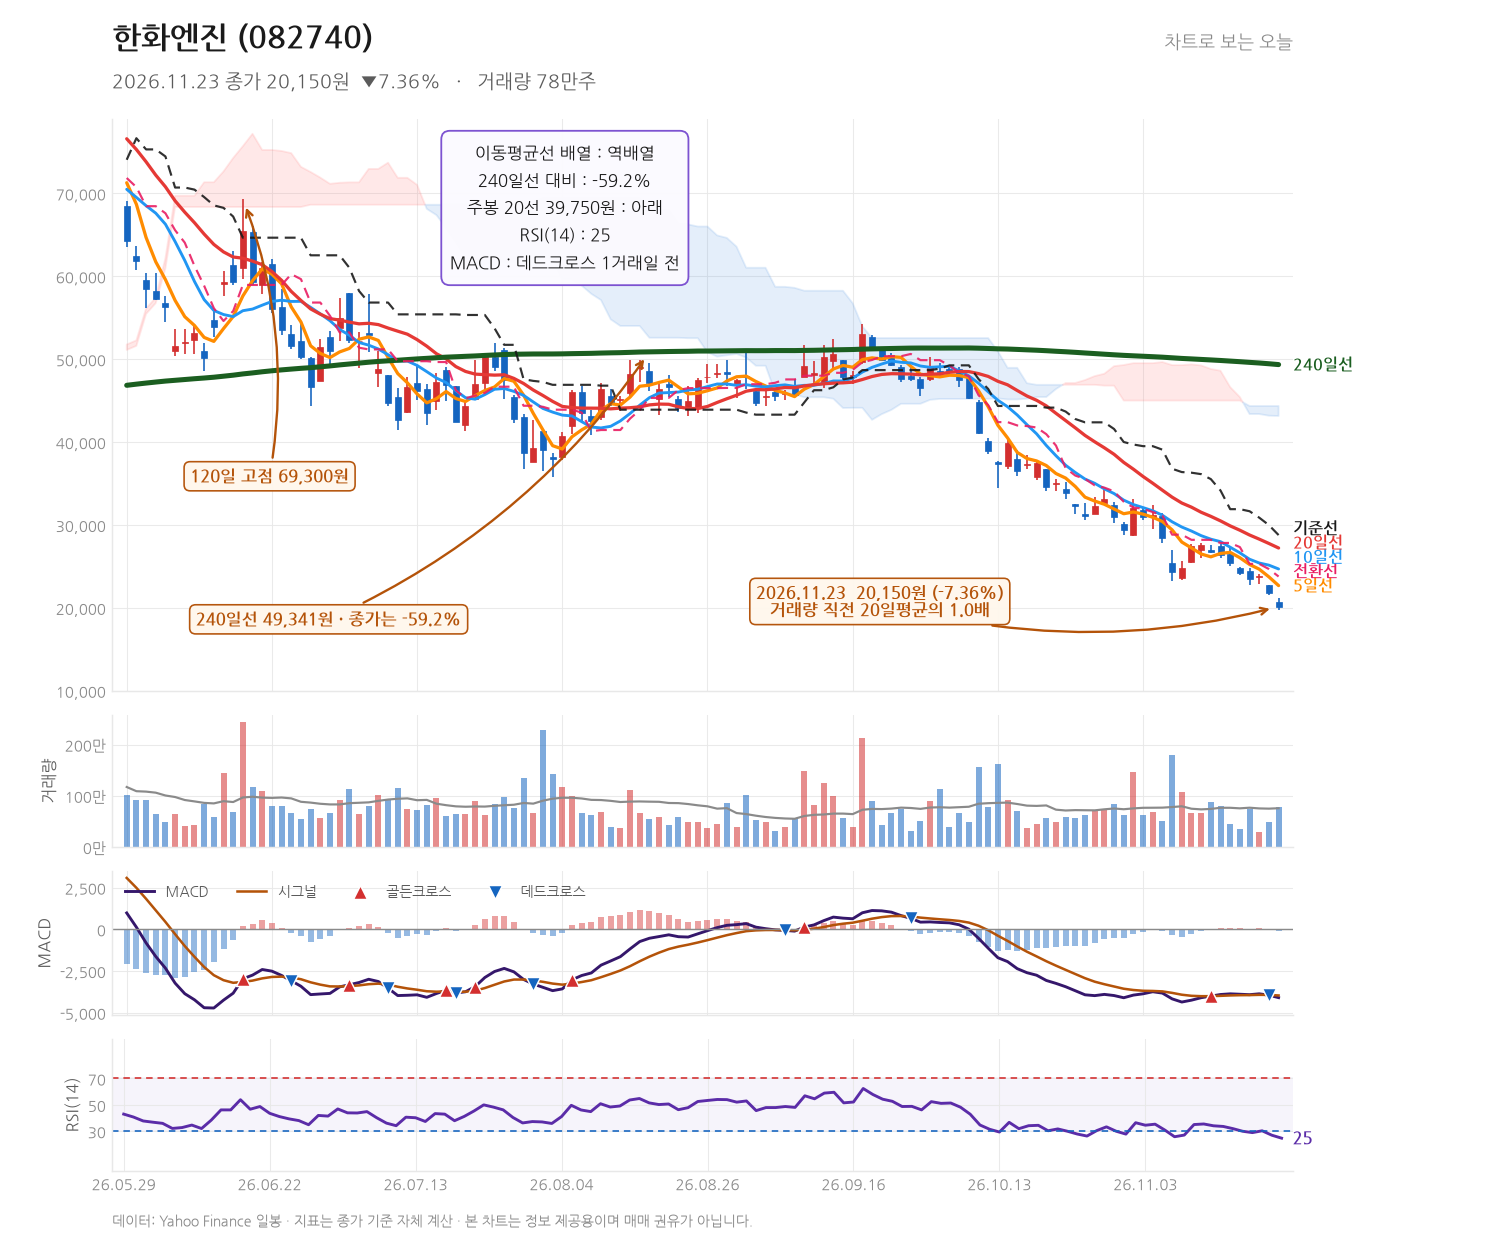 한화엔진 (082740)
차트로 보는 오늘
2026.11.23 종가 20,150원 ▼7.36% · 거래량 78만주
이동평균선 배열 : 역배열
240일선 대비 : -59.2%
주봉 20선 39,750원 : 아래
RSI(14) : 25
MACD : 데드크로스 1거래일 전
70,000
60,000
50,000
40,000
30,000
20,000
10,000
240일선
120일 고점 69,300원
기준선
20일선
10일선
전환선
5일선
2026.11.23 20,150원 (-7.36%)
거래량 직전 20일평균의 1.0배
240일선 49,341원 · 종가는 -59.2%
거래량
200만
100만
0만
MACD
2,500
0
-2,500
-5,000
MACD
시그널
골든크로스
데드크로스
RSI(14)
70
50
30
25
26.05.29
26.06.22
26.07.13
26.08.04
26.08.26
26.09.16
26.10.13
26.11.03
데이터: Yahoo Finance 일봉 · 지표는 종가 기준 자체 계산 · 본 차트는 정보 제공용이며 매매 권유가 아닙니다.